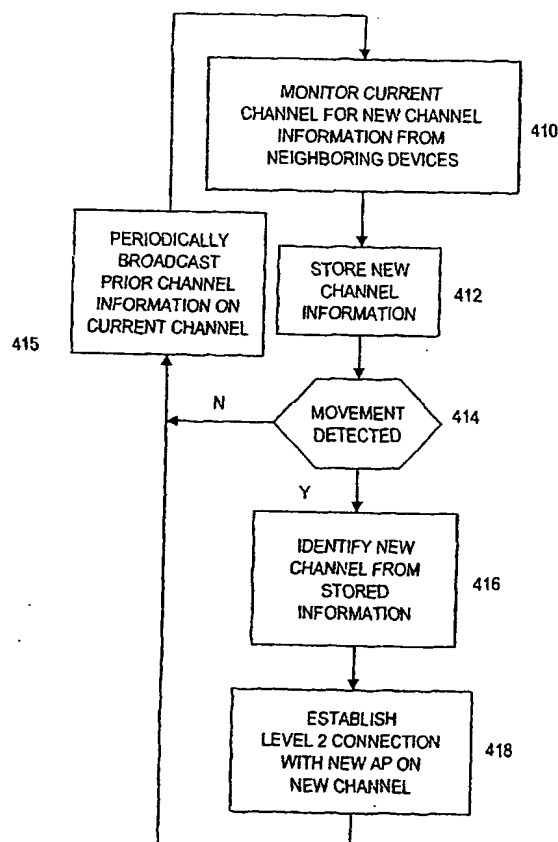 MONITOR CURRENT
CHANNEL FOR NEW CHANNEL
INFORMATION FROM
NEIGHBORING DEVICES
410
PERIODICALLY
BROADCAST
PRIOR CHANNEL
INFORMATION ON
CURRENT CHANNEL
415
STORE NEW
CHANNEL
INFORMATION
412
N
MOVEMENT
DETECTED
414
Y
IDENTIFY NEW
CHANNEL FROM
STORED
INFORMATION
416
ESTABLISH
LEVEL 2 CONNECTION
WITH NEW AP ON
NEW CHANNEL
418